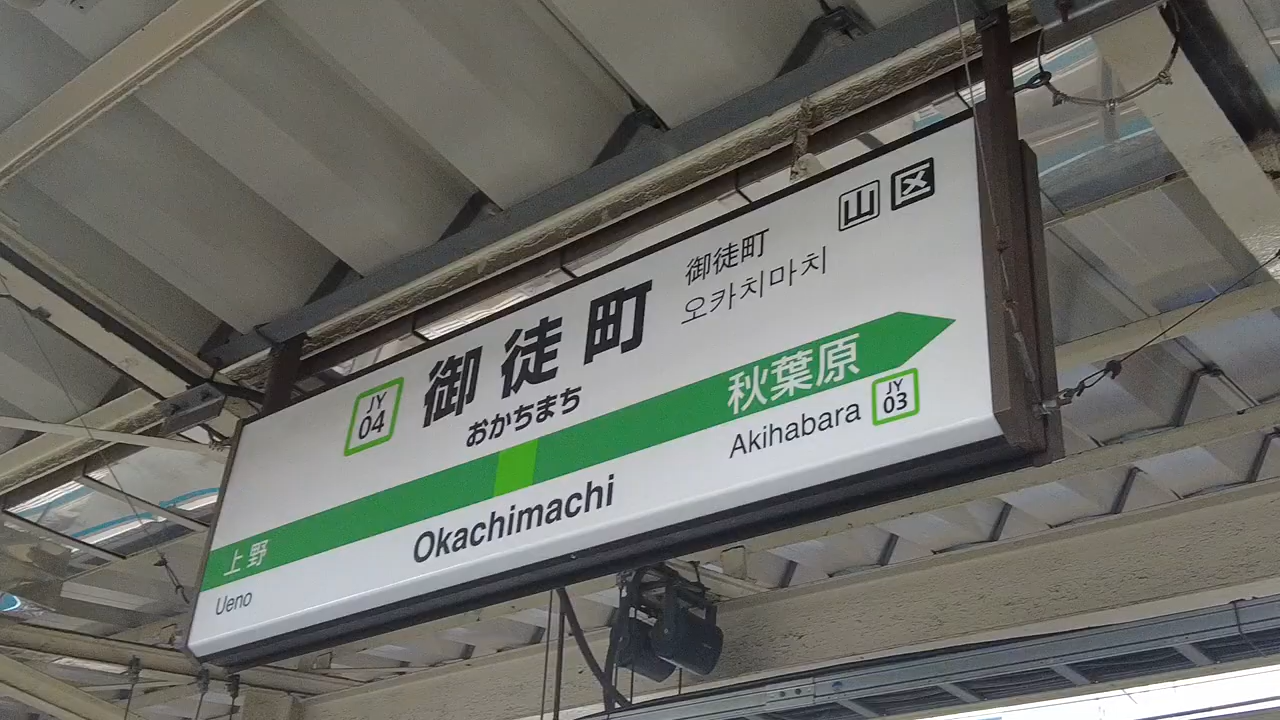 山 区
御徒町
오카치마치
JY
04
御徒町
おかちまち
秋葉原
Akihabara
JY
03
Okachimachi
上野
Ueno